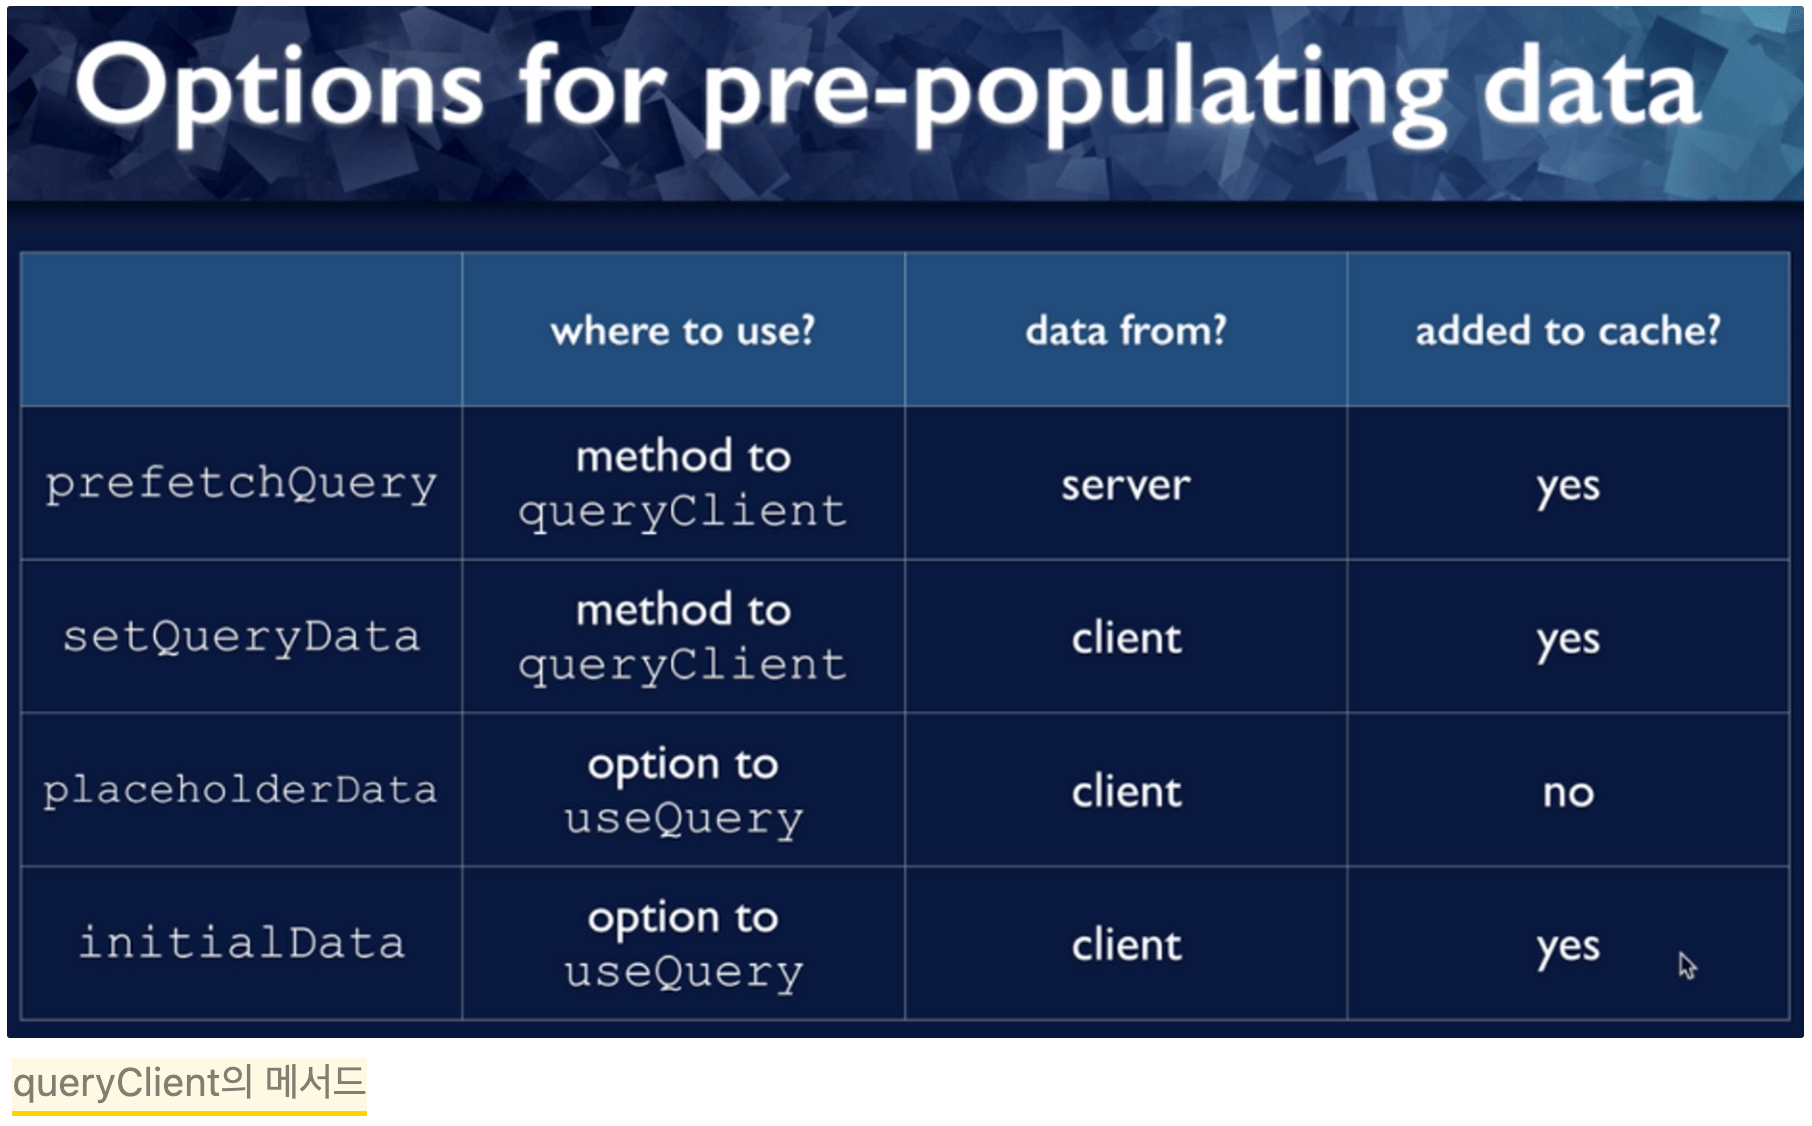 Options for pre-populating data
where to use?
data from?
added to cache?
prefetchQuery
method to
queryClient
server
yes
setQueryData
method to
queryClient
client
yes
placeholderData
option to
useQuery
client
no
initialData
option to
useQuery
client
yes
queryClient의 메서드